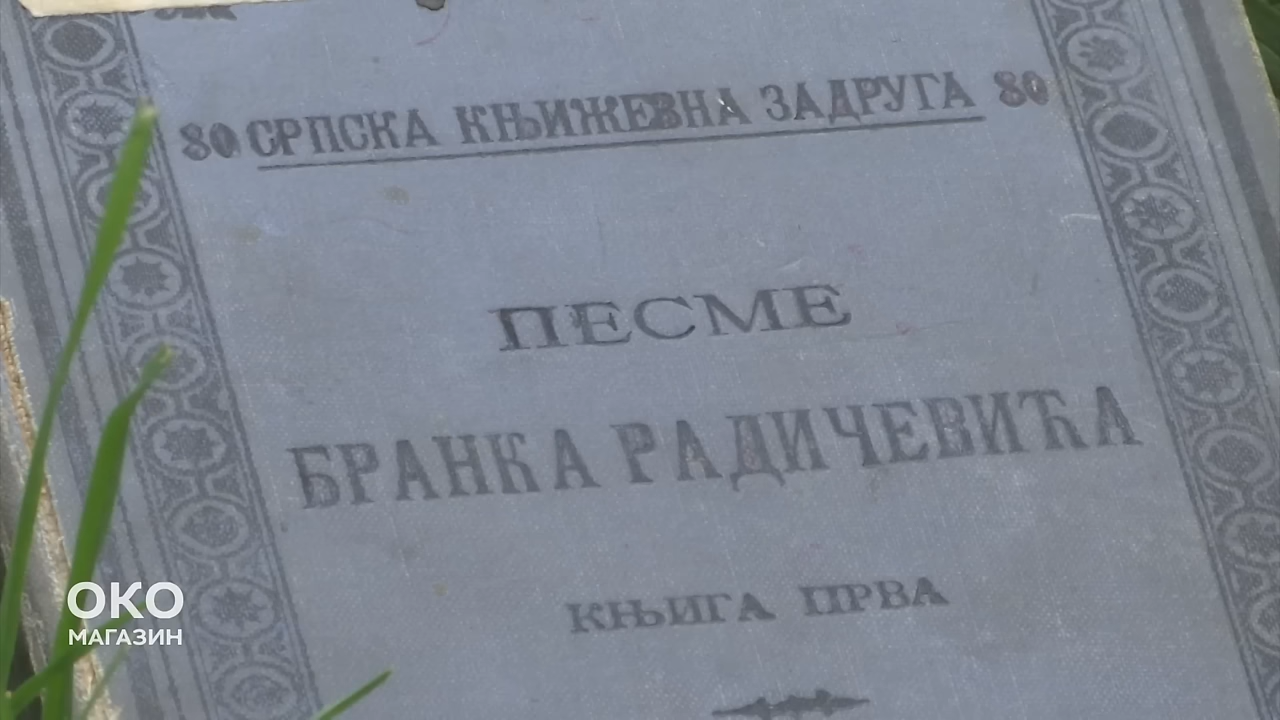 80 СРПСКА КЊИЖЕВНА ЗАДРУГА 80
ПЕСМЕ
БРАНКА РАДИЧЕВИЋА
КЊИГА ПРВА
ОКО
МАГАЗИН